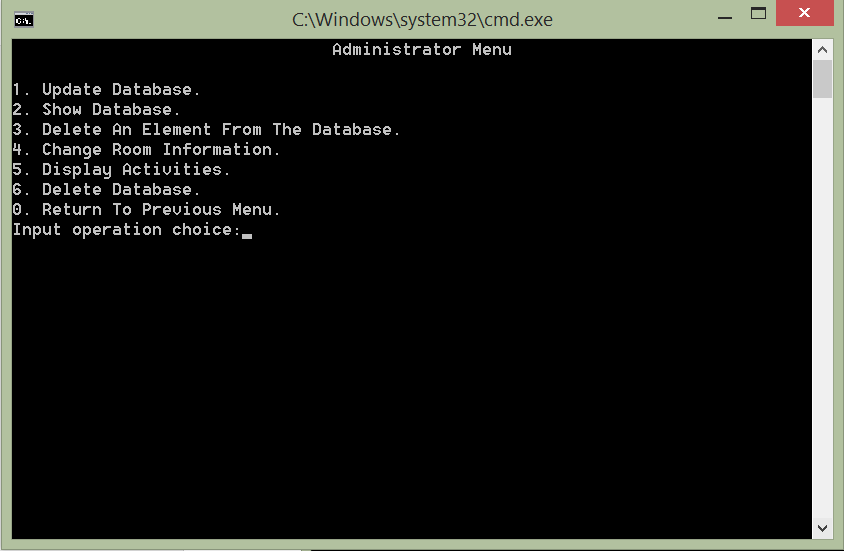 C:\Windows\system32\cmd.exe
Administrator Menu
1. Update Database.
2. Show Database.
3. Delete An Element From The Database.
4. Change Room Information.
5. Display Activities.
6. Delete Database.
0. Return To Previous Menu.
Input operation choice: